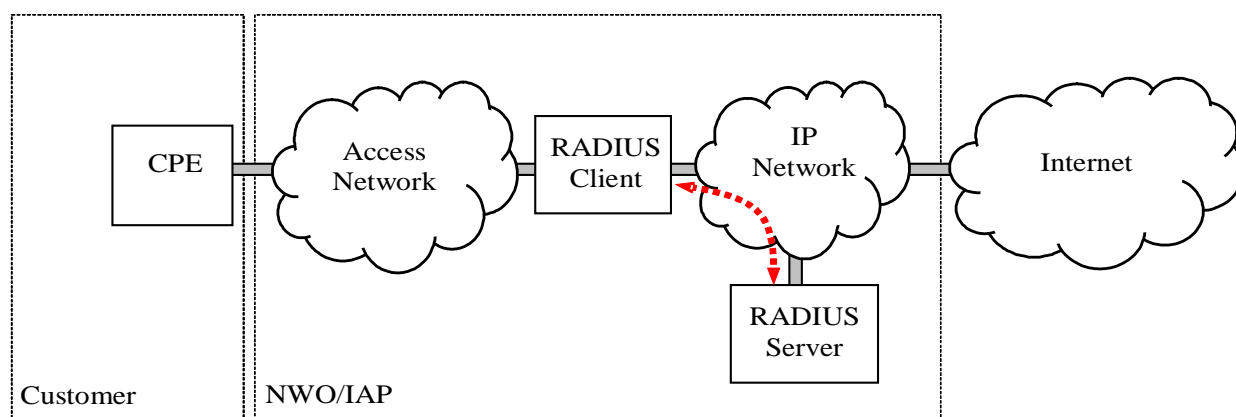 CPE
Access
Network
RADIUS
Client
IP
Network
Internet
RADIUS
Server
Customer
NWO/IAP